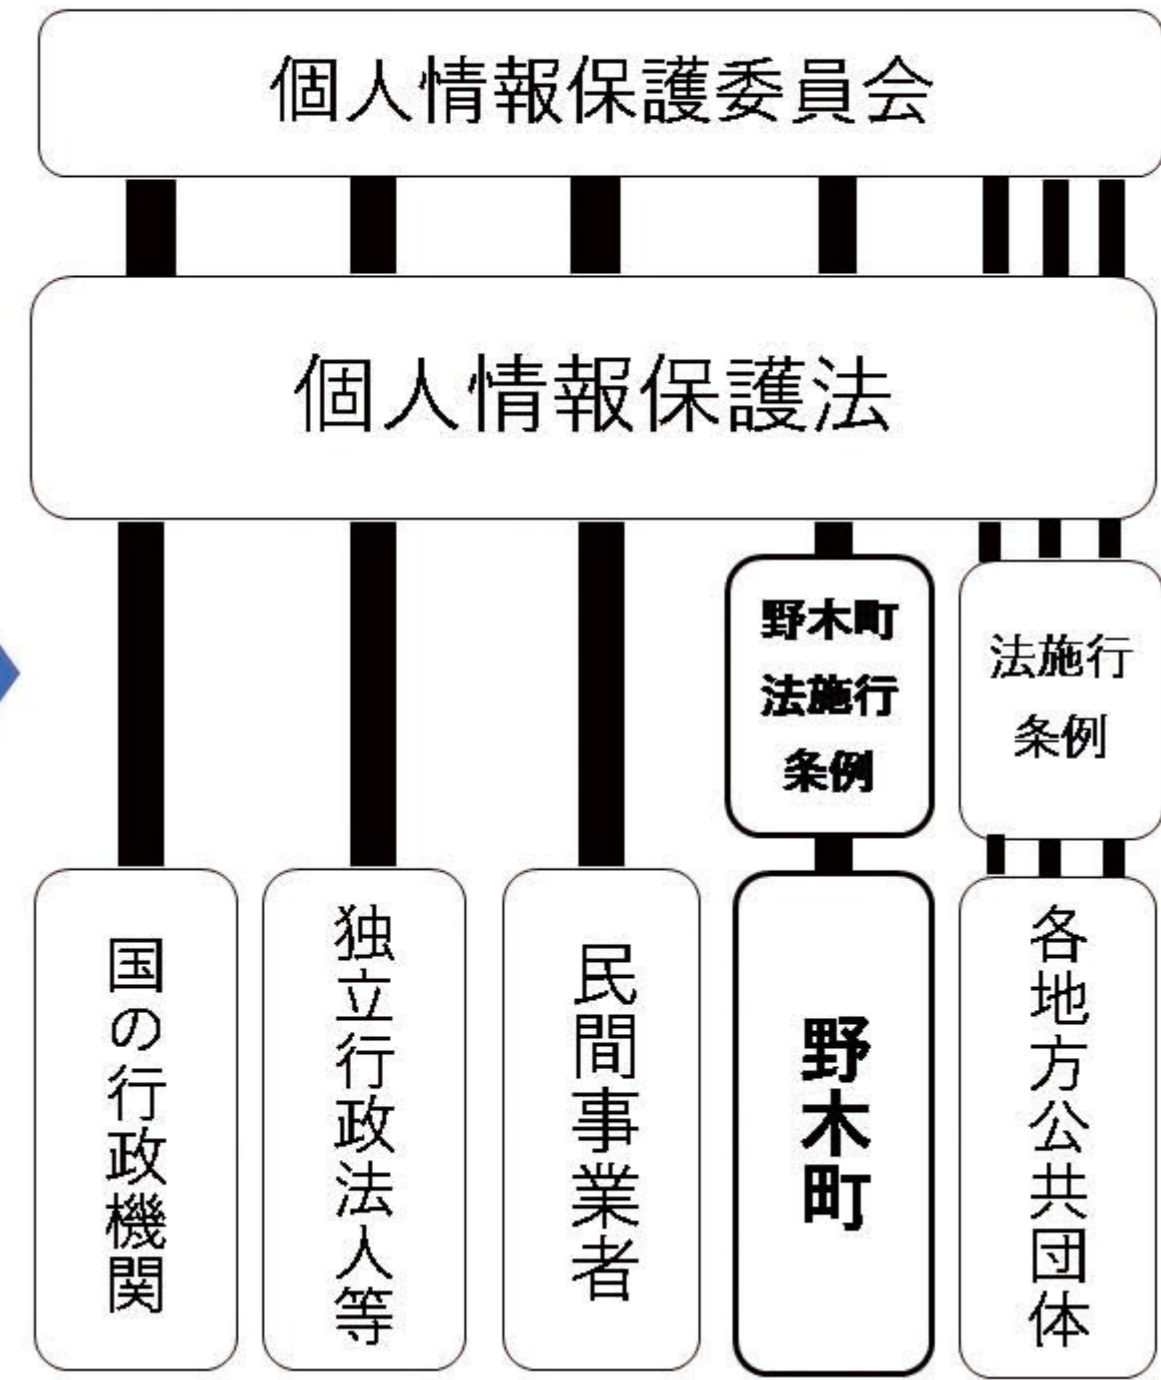 個人情報保護委員会
個人情報保護法
野木町
法施行
条例
法施行
条例
国の行政機関
独立行政法人等
民間事業者
野木町
各地方公共団体